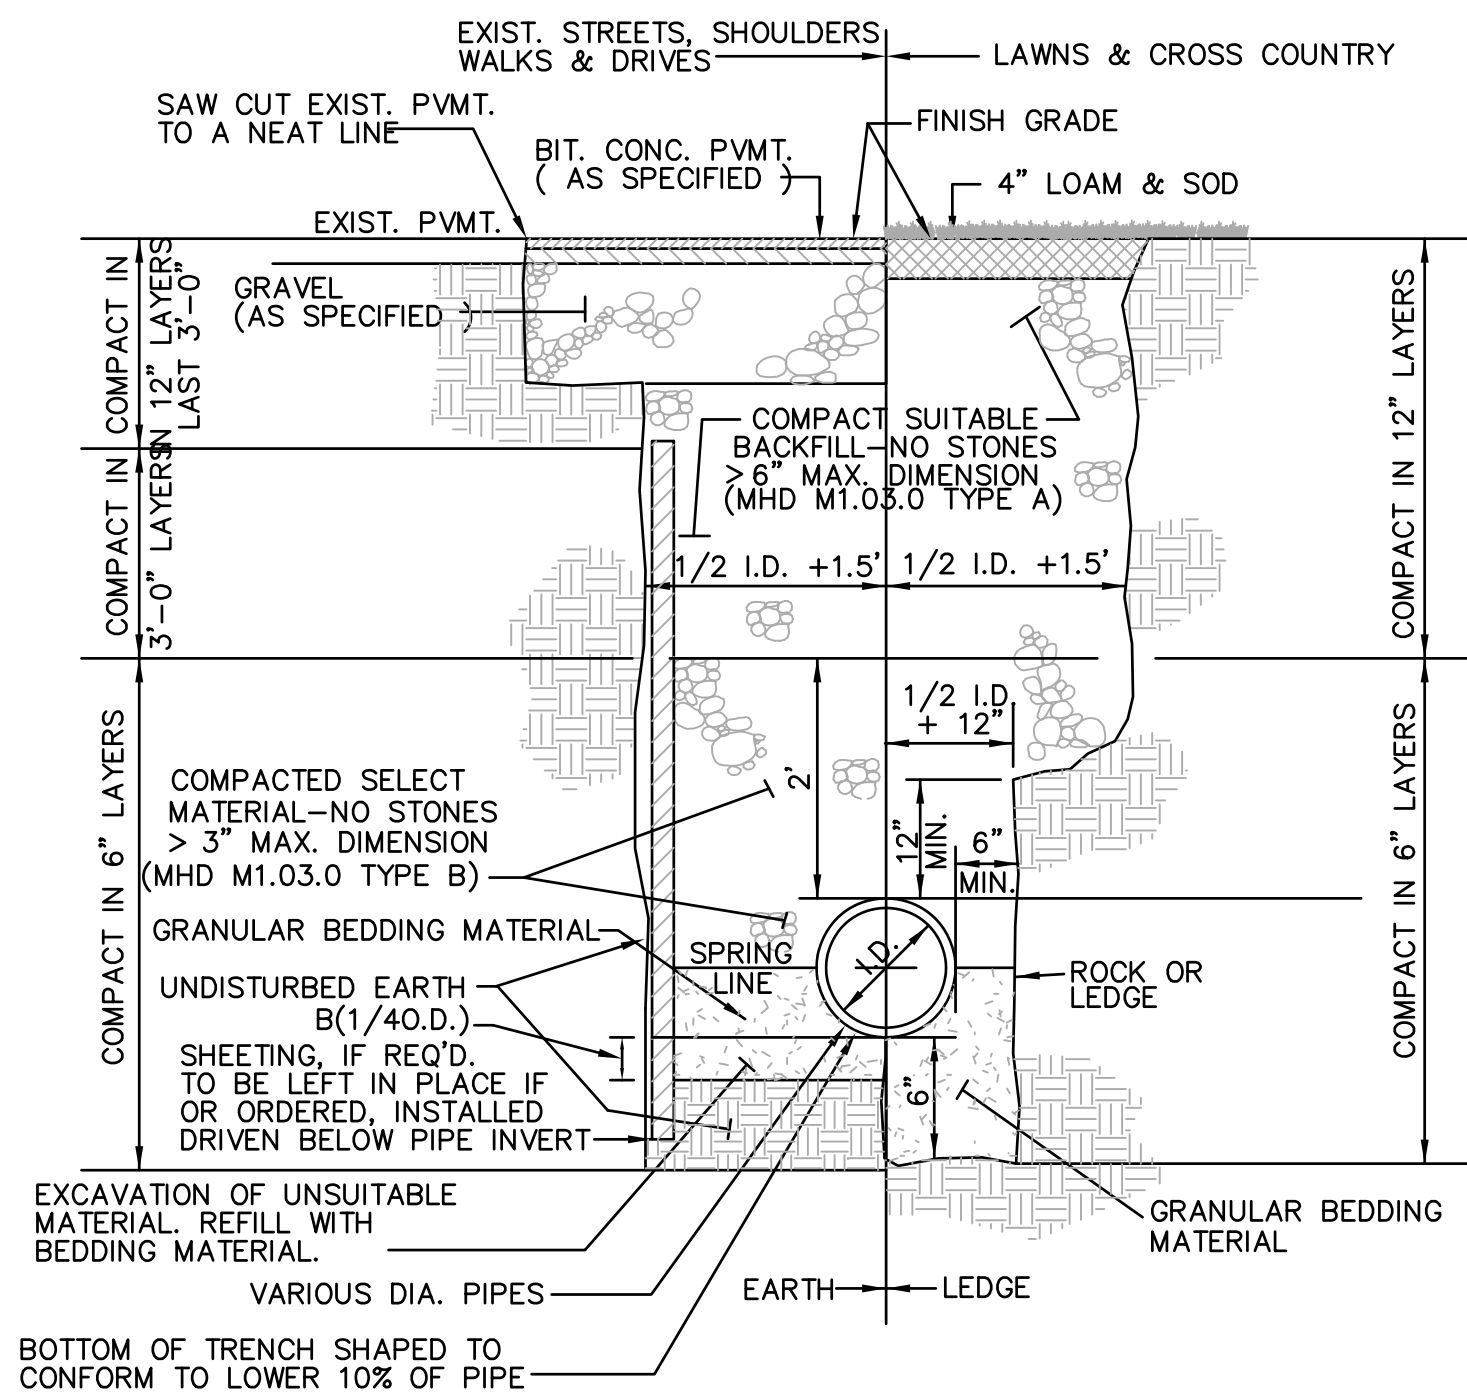 EXIST. STREETS, SHOULDERS
WALKS & DRIVES
LAWNS & CROSS COUNTRY
SAW CUT EXIST. PVMT.
TO A NEAT LINE
FINISH GRADE
BIT. CONC. PVMT.
( AS SPECIFIED )
4" LOAM & SOD
EXIST. PVMT.
GRAVEL
(AS SPECIFIED )
COMPACT IN
12" LAYERS
LAST 3'-0"
COMPACT IN
3'-0" LAYERS
IN
COMPACT IN 6" LAYERS
COMPACT IN 12" LAYERS
COMPACT IN 6" LAYERS
COMPACT SUITABLE
BACKFILL-NO STONES
>6" MAX. DIMENSION
(MHD M1.03.0 TYPE A)
1/2 I.D. +1.5'
1/2 I.D. +1.5'
1/2 I.D.
+ 12"
2'
12"
MIN.
6"
MIN.
COMPACTED SELECT
MATERIAL-NO STONES
> 3" MAX. DIMENSION
(MHD M1.03.0 TYPE B)
GRANULAR BEDDING MATERIAL
SPRING
LINE
I.D.
ROCK OR
LEDGE
UNDISTURBED EARTH
B(1/4O.D.)
SHEETING, IF REQ'D.
TO BE LEFT IN PLACE IF
OR ORDERED, INSTALLED
DRIVEN BELOW PIPE INVERT
6"
EXCAVATION OF UNSUITABLE
MATERIAL. REFILL WITH
BEDDING MATERIAL.
GRANULAR BEDDING
MATERIAL
VARIOUS DIA. PIPES
EARTH
LEDGE
BOTTOM OF TRENCH SHAPED TO
CONFORM TO LOWER 10% OF PIPE